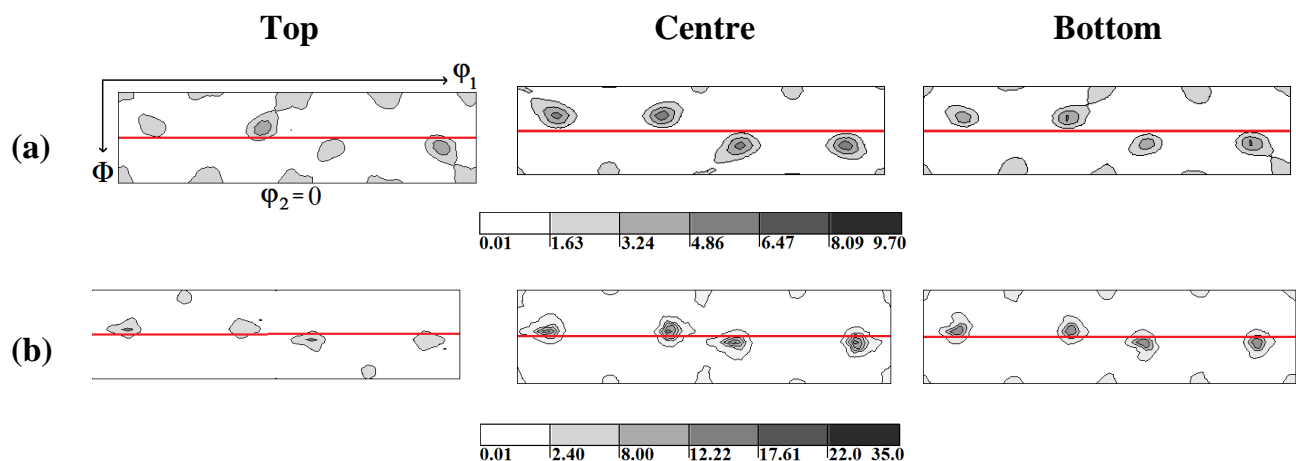 Top Centre Bottom
φ1
(a)
Φ
φ2 = 0
0.01 1.63 3.24 4.86 6.47 8.09 9.70
(b)
0.01 2.40 8.00 12.22 17.61 22.0 35.0